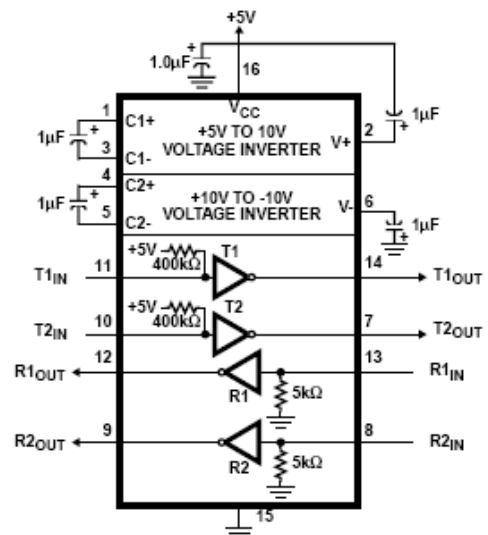 +5V
1.0µF +
16
VCC
1
C1+
+5V TO 10V
VOLTAGE INVERTER
V+
2
+
1µF
1µF
+
3
C1-
4
C2+
+10V TO -10V
VOLTAGE INVERTER
V-
6
1µF
+
1µF
+
5
C2-
+5V
400kΩ
T1
T1IN
11
14
T1OUT
+5V
400kΩ
T2
T2IN
10
7
T2OUT
R1OUT
12
R1
13
R1IN
5kΩ
R2OUT
9
R2
8
R2IN
5kΩ
15